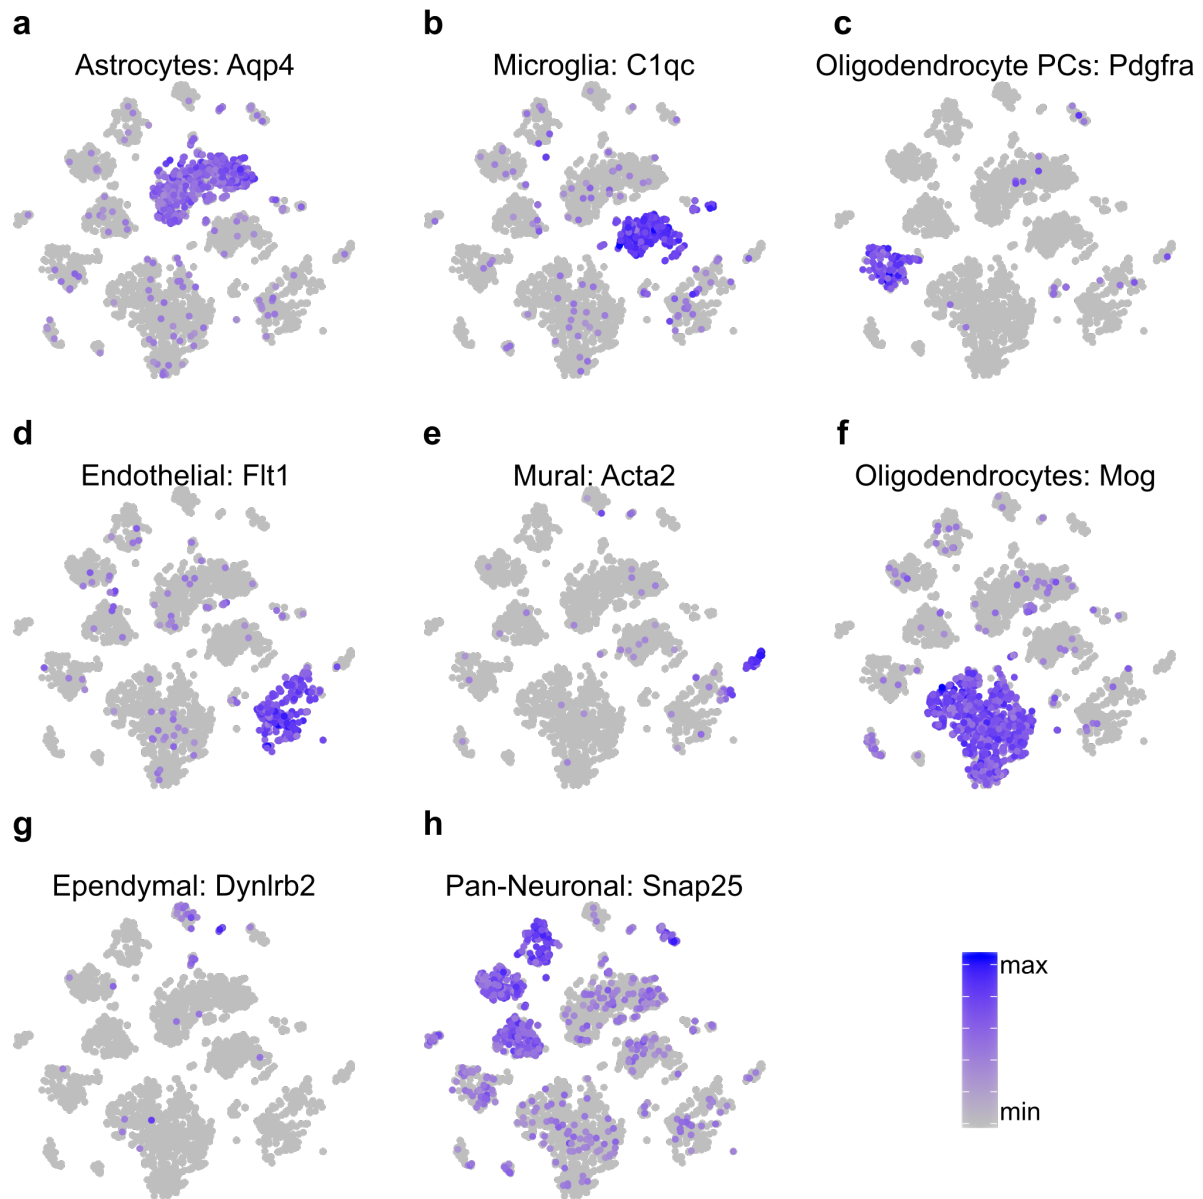 a
Astrocytes: Aqp4
b
Microglia: C1qc
c
Oligodendrocyte PCs: Pdgfra
d
Endothelial: Flt1
e
Mural: Acta2
f
Oligodendrocytes: Mog
g
Ependymal: Dynlrb2
h
Pan-Neuronal: Snap25
max
min